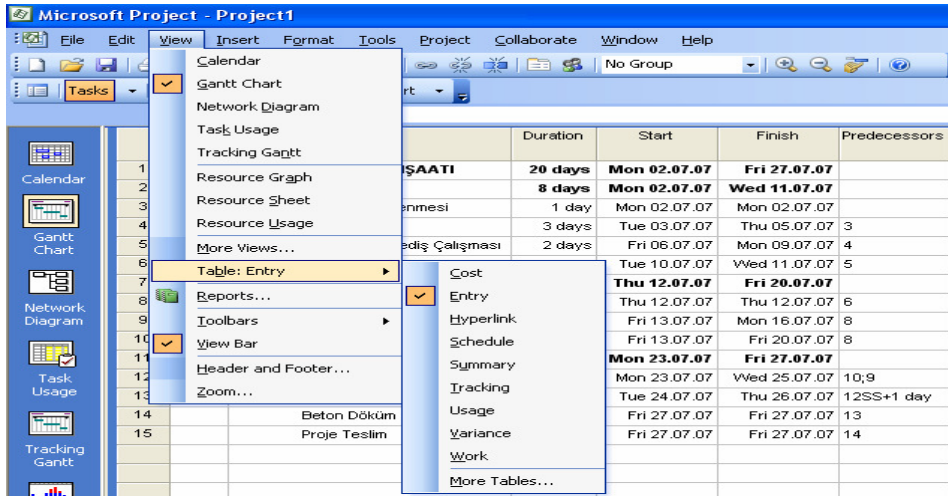 Microsoft Project - Project1
File Edit View Insert Format Tools Project Collaborate Window Help
No Group
Tasks
Calendar
Gantt Chart
Network Diagram
Task Usage
Tracking Gantt
Resource Graph
Resource Sheet
Resource Usage
More Views...
Table: Entry
Reports...
Toolbars
View Bar
Header and Footer...
Zoom...
Cost
Entry
Hyperlink
Schedule
Summary
Tracking
Usage
Variance
Work
More Tables...
Calendar
Gantt
Chart
Network
Diagram
Task
Usage
Tracking
Gantt
Duration Start Finish Predecessors
1 ŞAATI 20 days Mon 02.07.07 Fri 27.07.07
2 8 days Mon 02.07.07 Wed 11.07.07
3 enmesi 1 day Mon 02.07.07 Mon 02.07.07
4 3 days Tue 03.07.07 Thu 05.07.07 3
5 ediş Çalışması 2 days Fri 06.07.07 Mon 09.07.07 4
6 Tue 10.07.07 Wed 11.07.07 5
7 Thu 12.07.07 Fri 20.07.07
8 Thu 12.07.07 Thu 12.07.07 6
9 Fri 13.07.07 Mon 16.07.07 8
10 Fri 13.07.07 Fri 20.07.07 8
11 Mon 23.07.07 Fri 27.07.07
12 Mon 23.07.07 Wed 25.07.07 10;9
13 Tue 24.07.07 Thu 26.07.07 12SS+1 day
14 Beton Döküm Fri 27.07.07 Fri 27.07.07 13
15 Proje Teslim Fri 27.07.07 Fri 27.07.07 14